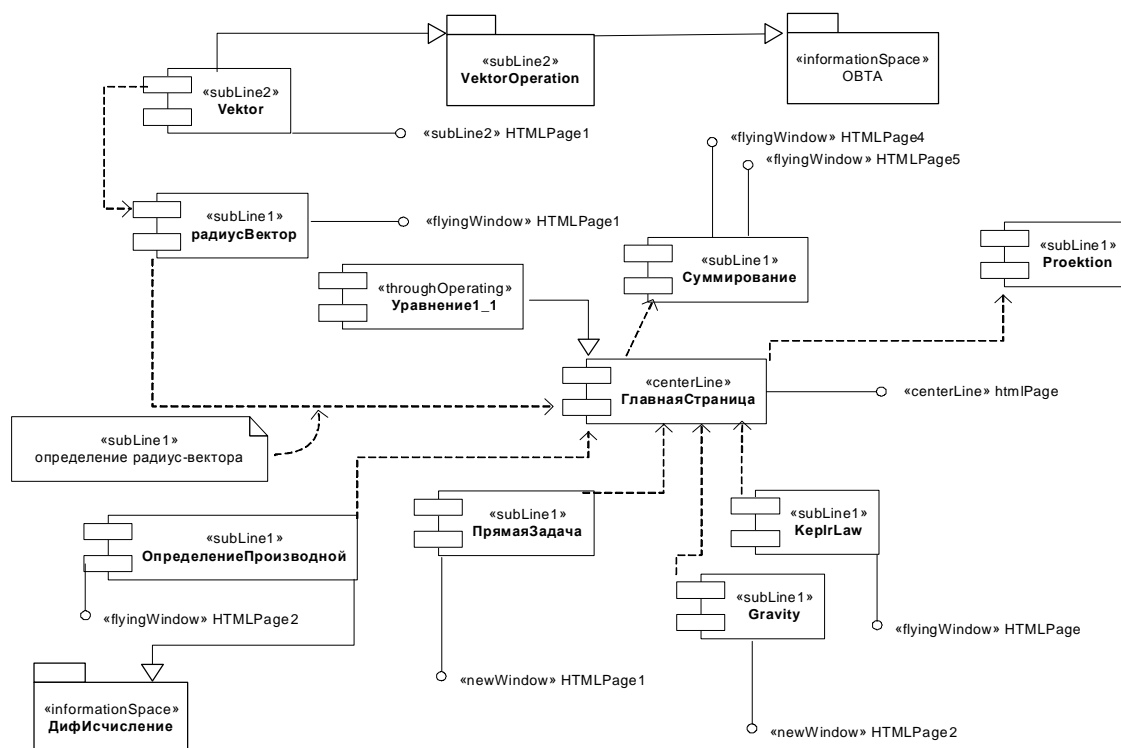 «subLine2»
VektorOperation
«informationSpace»
ОВТА
«subLine2»
Vektor
«subLine2» HTMLPage1
«flyingWindow» HTMLPage4
«flyingWindow» HTMLPage5
«subLine1»
радиусВектор
«flyingWindow» HTMLPage1
«subLine1»
Суммирование
«subLine1»
Proektion
«throughOperating»
Уравнение1_1
«centerLine»
ГлавнаяСтраница
«centerLine» htmlPage
«subLine1»
определение радиус-вектора
«subLine1»
ОпределениеПроизводной
«subLine1»
ПрямаяЗадача
«subLine1»
KeplrLaw
«subLine1»
Gravity
«flyingWindow» HTMLPage2
«flyingWindow» HTMLPage
«newWindow» HTMLPage1
«informationSpace»
ДифИсчисление
«newWindow» HTMLPage2